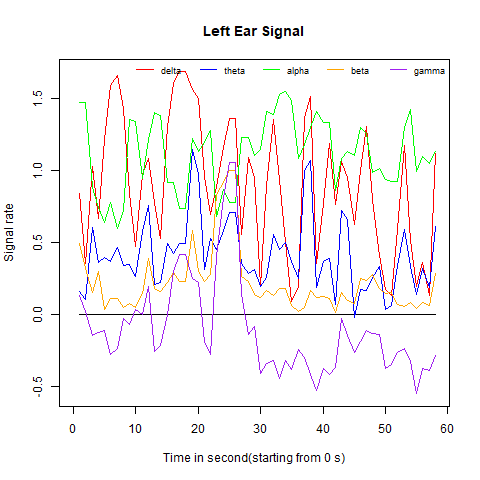 Left Ear Signal
delta theta alpha beta gamma
Signal rate
1.5
1.0
0.5
0.0
-0.5
0 10 20 30 40 50 60
Time in second(starting from 0 s)